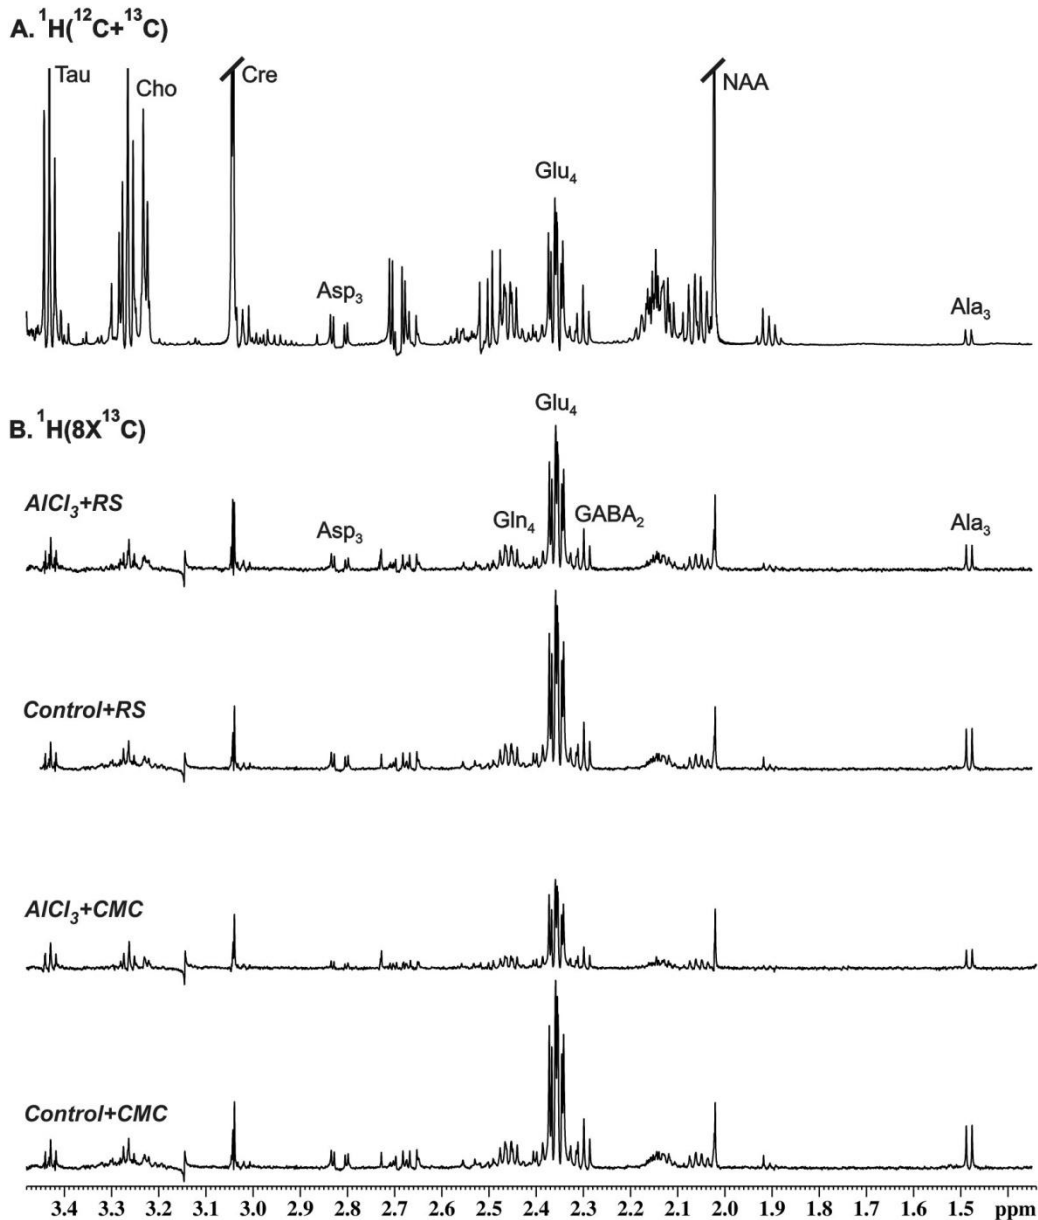 A. ¹H(¹²C+¹³C)
Tau
Cho
Cre
NAA
Glu₄
Asp₃
Ala₃
B. ¹H(8X¹³C)
Glu₄
AlCl₃+RS
Asp₃
Gln₄
GABA₂
Ala₃
Control+RS
AlCl₃+CMC
Control+CMC
3.4 3.3 3.2 3.1 3.0 2.9 2.8 2.7 2.6 2.5 2.4 2.3 2.2 2.1 2.0 1.9 1.8 1.7 1.6 1.5 ppm